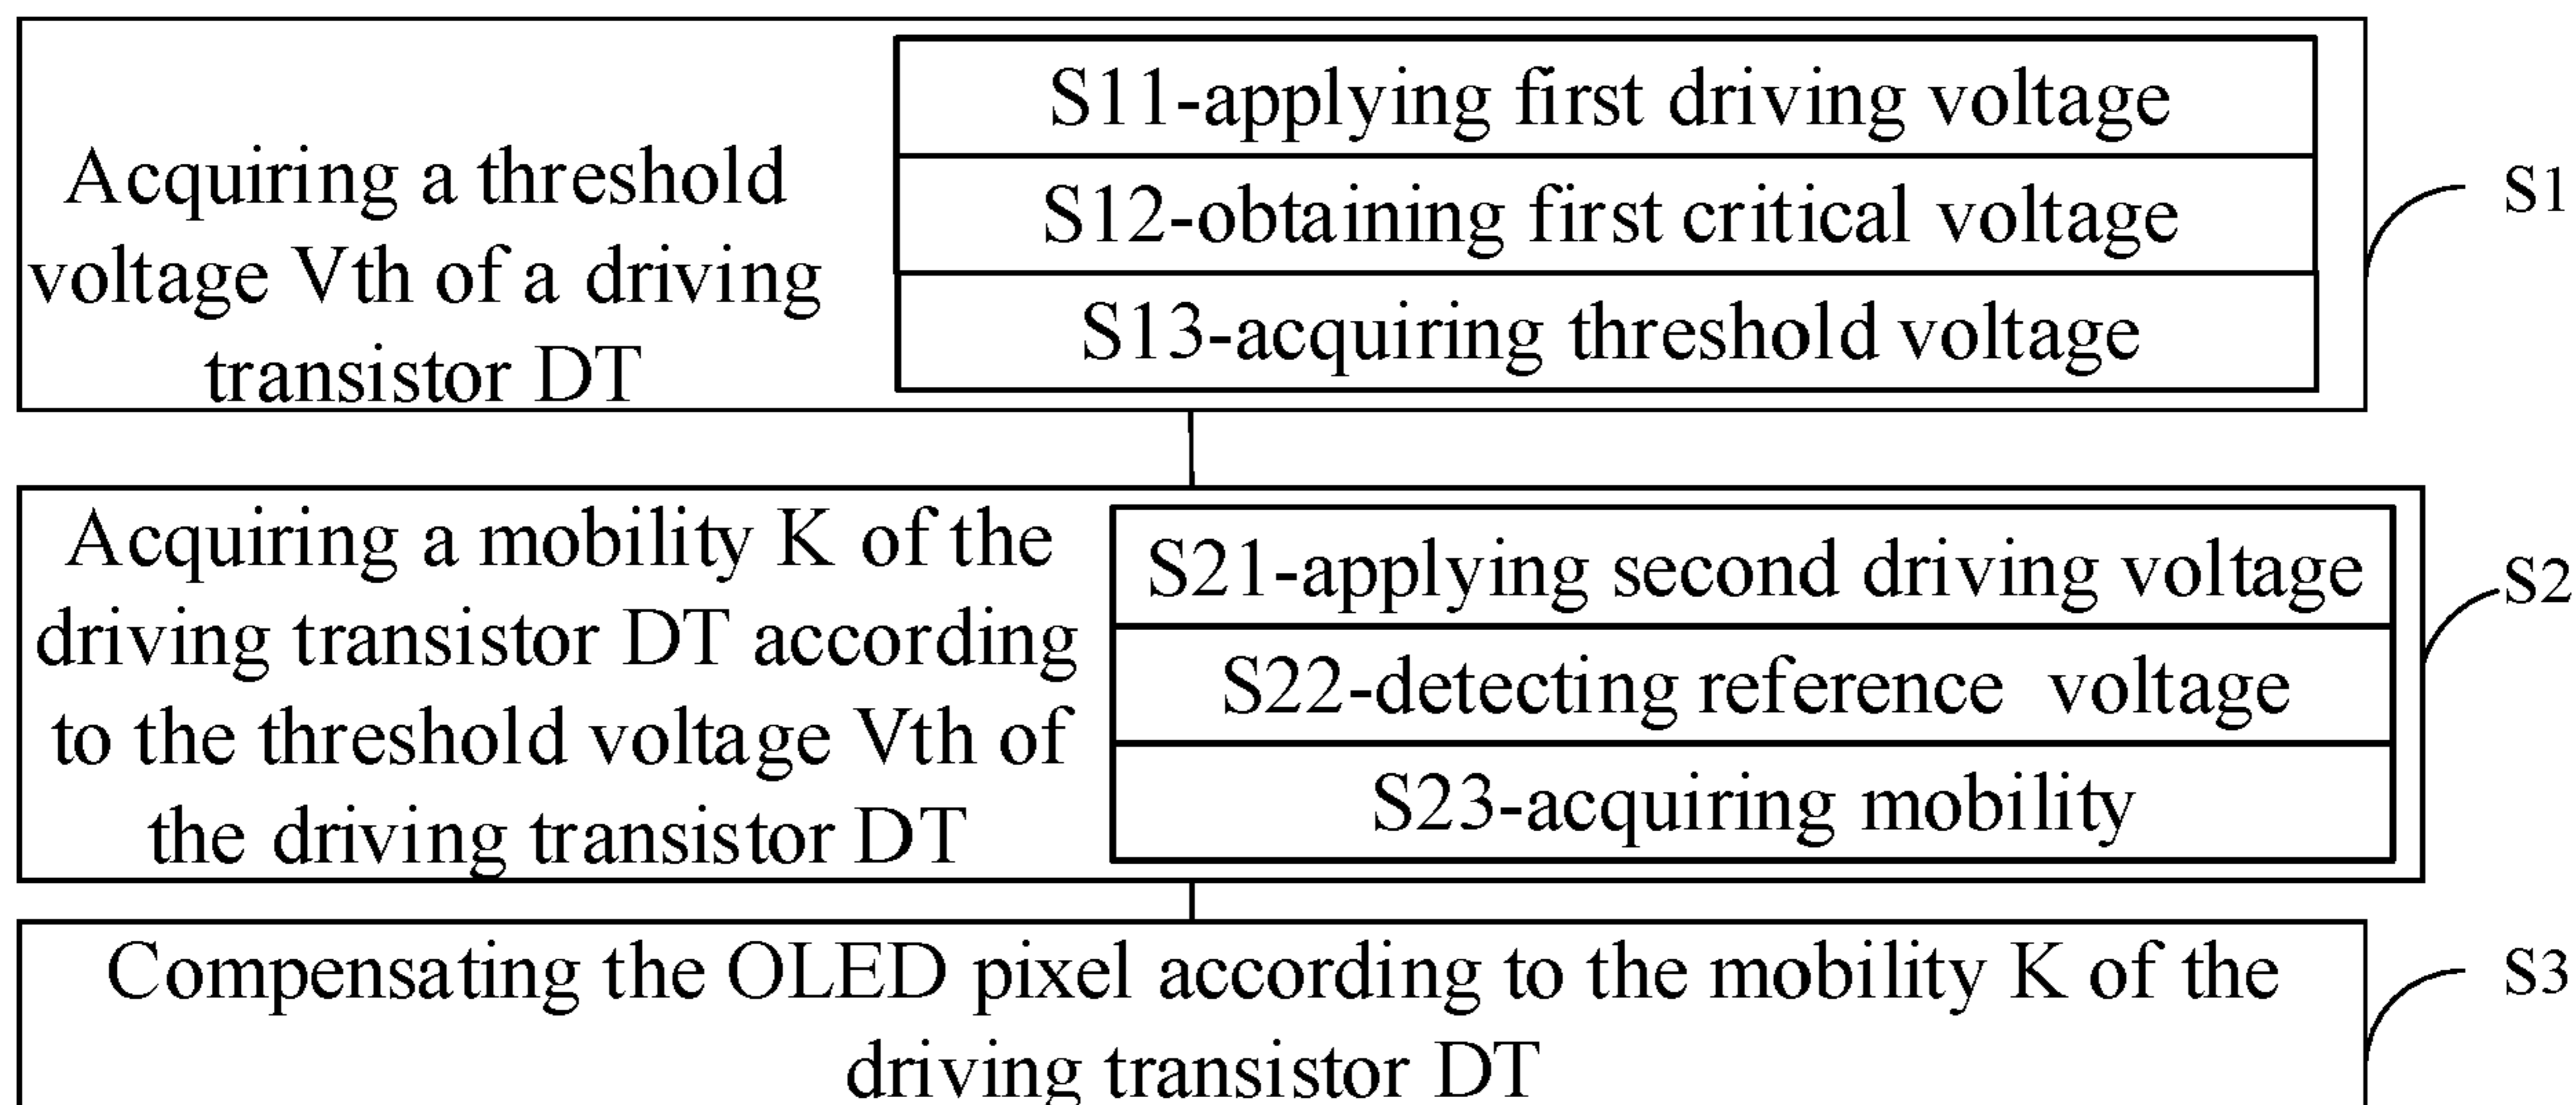 Acquiring a threshold
voltage Vth of a driving
transistor DT
S11-applying first driving voltage
S12-obtaining first critical voltage
S13-acquiring threshold voltage
S1
Acquiring a mobility K of the
driving transistor DT according
to the threshold voltage Vth of
the driving transistor DT
S21-applying second driving voltage
S22-detecting reference voltage
S23-acquiring mobility
S2
Compensating the OLED pixel according to the mobility K of the
driving transistor DT
S3